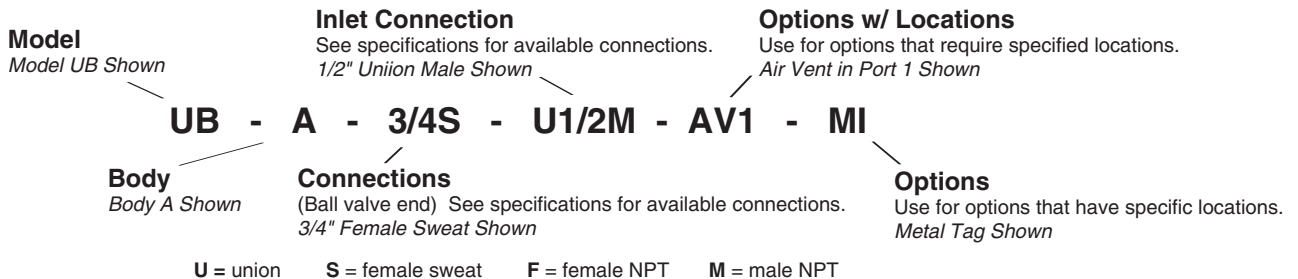 Model
Model UB Shown
Inlet Connection
See specifications for available connections.
1/2" Uniion Male Shown
Options w/ Locations
Use for options that require specified locations.
Air Vent in Port 1 Shown
UB - A - 3/4S - U1/2M - AV1 - MI
Body
Body A Shown
Connections
(Ball valve end) See specifications for available connections.
3/4" Female Sweat Shown
Options
Use for options that have specific locations.
Metal Tag Shown
U = union S = female sweat F = female NPT M = male NPT